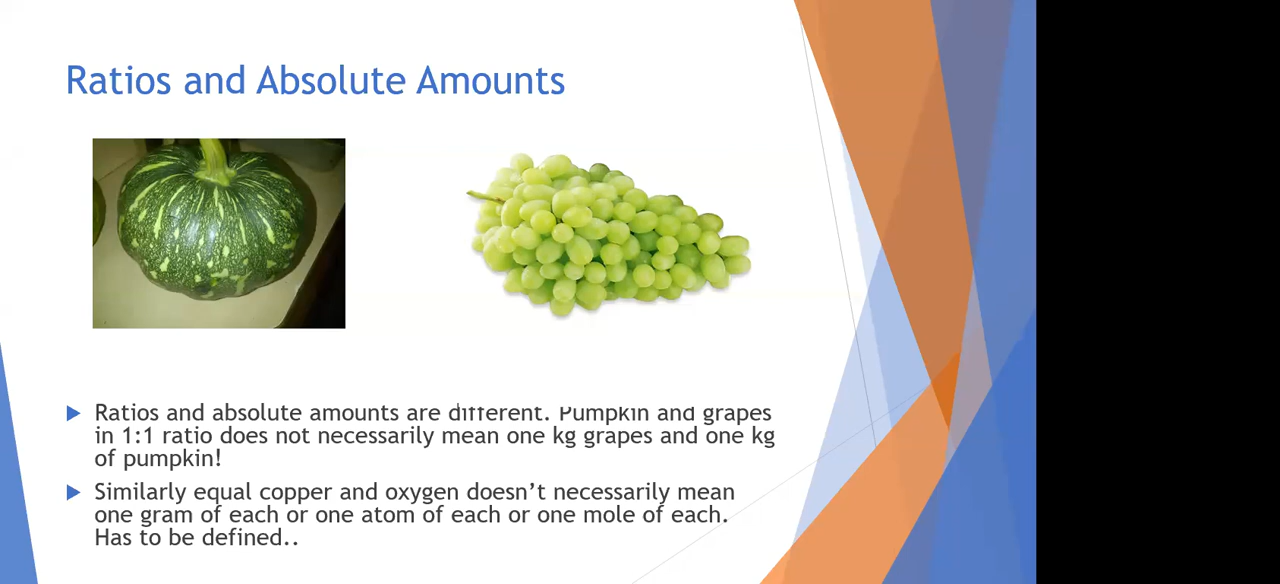 Ratios and Absolute Amounts
Ratios and absolute amounts are different. Pumpkin and grapes
in 1:1 ratio does not necessarily mean one kg grapes and one kg
of pumpkin!
Similarly equal copper and oxygen doesn’t necessarily mean
one gram of each or one atom of each or one mole of each.
Has to be defined..